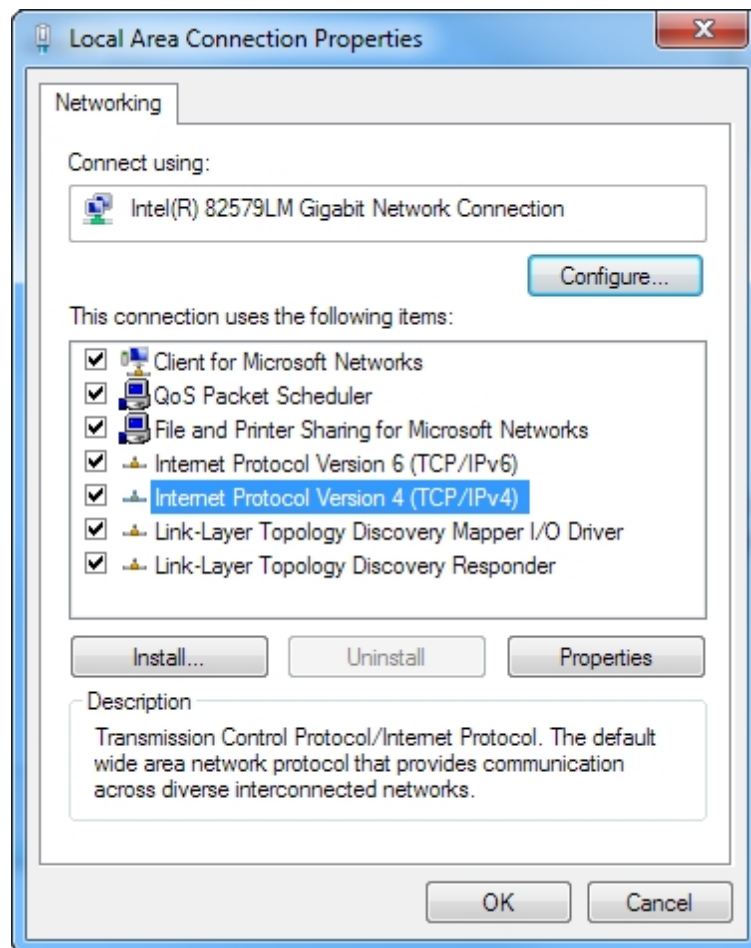 Local Area Connection Properties
Networking
Connect using:
Intel(R) 82579LM Gigabit Network Connection
Configure...
This connection uses the following items:
Client for Microsoft Networks
QoS Packet Scheduler
File and Printer Sharing for Microsoft Networks
Internet Protocol Version 6 (TCP/IPv6)
Internet Protocol Version 4 (TCP/IPv4)
Link-Layer Topology Discovery Mapper I/O Driver
Link-Layer Topology Discovery Responder
Install... Uninstall Properties
Description
Transmission Control Protocol/Internet Protocol. The default
wide area network protocol that provides communication
across diverse interconnected networks.
OK Cancel